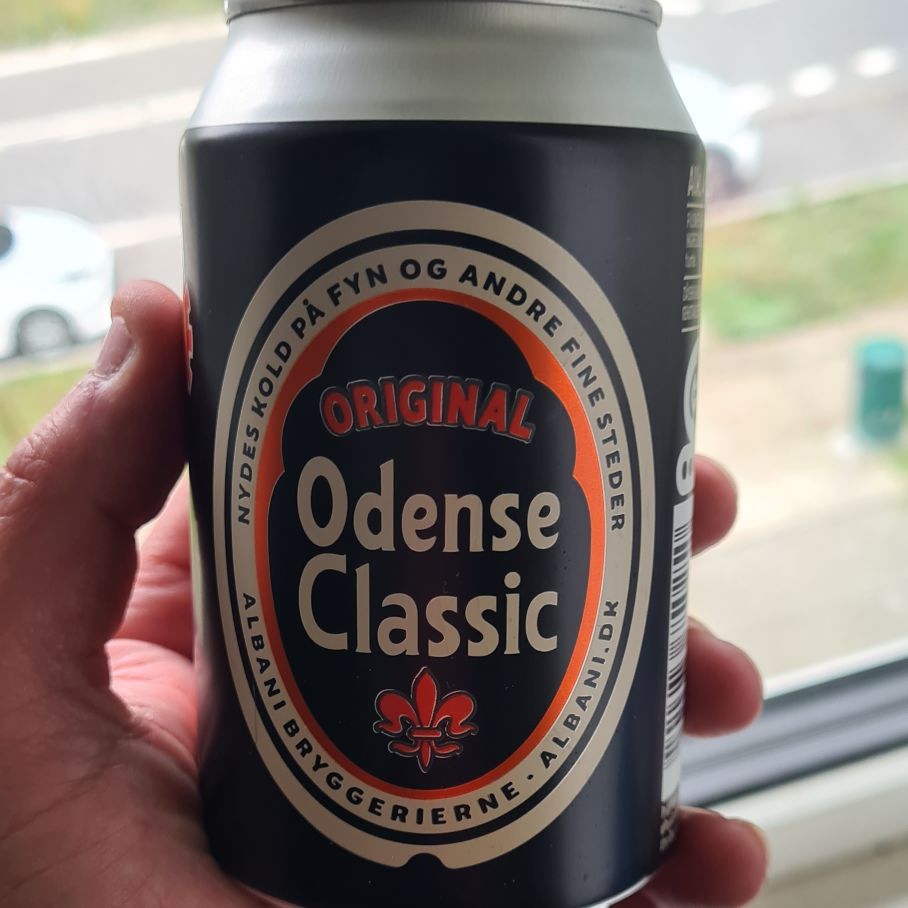 NYDES KOLD PÅ FYN OG ANDRE FINE STEDER
ORIGINAL
Odense
Classic
ALBANI BRYGGERIERNE · ALBANI.DK